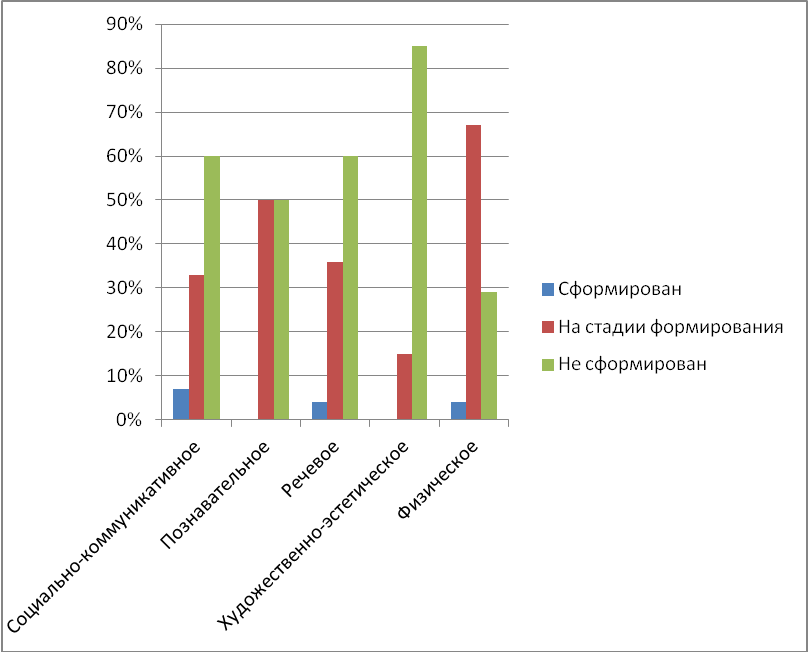 90%
80%
70%
60%
50%
40%
30%
20%
10%
0%
Социально-коммуникативное
Познавательное
Речевое
Художественно-эстетическое
Физическое
Сформирован
На стадии формирования
Не сформирован